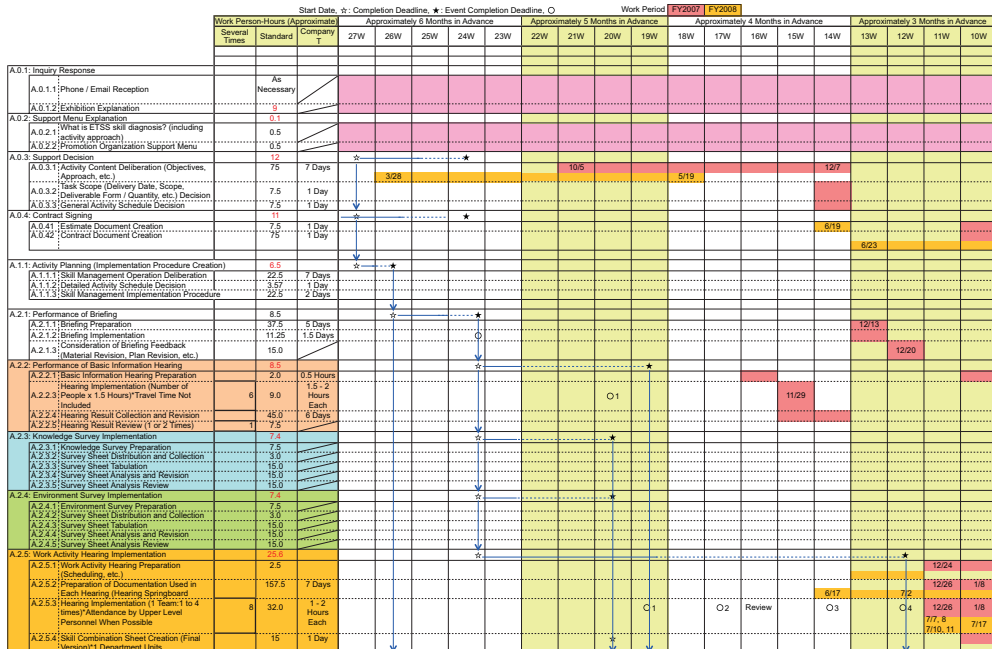 Start Date, ☆: Completion Deadline, ★: Event Completion Deadline, ○ Work Period FY2007 FY2008
Work Person-Hours (Approximate) Approximately 6 Months in Advance Approximately 5 Months in Advance Approximately 4 Months in Advance Approximately 3 Months in Advance
Several Times Standard Company T 27W 26W 24W 23W 22W 21W 20W 19W 18W 17W 16W 14W 13W 12W 11W 10W
A.0.1: Inquiry Response
A.0.1.1 Phone / Email Reception As Necessary
A.0.1.2 Exhibition Explanation 9
A.0.2: Support Menu Explanation 0.1
A.0.2.1 What is ETSS skill diagnosis? (including activity approach) 0.5
A.0.2.2 Promotion Organization Support Menu 0.5
A.0.3: Support Decision 12 ☆ ★
A.0.3.1 Activity Content Deliberation (Objectives, Approach, etc.) 75 7 Days 10/5 12/7
3/28 5/19
A.0.3.2 Task Scope (Delivery Date, Scope, Deliverable Form / Quantity, etc.) Decision 7.5 1 Day
A.0.3.3 General Activity Schedule Decision 7.5 1 Day
A.0.4: Contract Signing 11 ☆ ★
A.0.41 Estimate Document Creation 7.5 1 Day 6/19
A.0.42 Contract Document Creation 75 1 Day
6/23
A.1.1: Activity Planning (Implementation Procedure Creation) 6.5 ☆ ★
A.1.1.1 Skill Management Operation Deliberation 22.5 7 Days
A.1.1.2 Detailed Activity Schedule Decision 3.57 1 Day
A.1.1.3 Skill Management Implementation Procedure 22.5 2 Days
A.2.1: Performance of Briefing 8.5 ☆ ★
A.2.1.1 Briefing Preparation 37.5 5 Days 12/13
A.2.1.2 Briefing Implementation 11.25 1.5 Days ○
A.2.1.3 Consideration of Briefing Feedback (Material Revision, Plan Revision, etc.) 15.0 12/20
A.2.2: Performance of Basic Information Hearing 8.5 ☆ ★
A.2.2.1 Basic Information Hearing Preparation 2.0 0.5 Hours
A.2.2.3 Hearing Implementation (Number of People x 1.5 Hours)*Travel Time Not Included 6 9.0 1.5 - 2 Hours Each ○1 11/29
A.2.2.4 Hearing Result Collection and Revision 45.0 6 Days
A.2.2.5 Hearing Result Review (1 or 2 Times) 1 7.5
A.2.3: Knowledge Survey Implementation 7.4 ☆ ★
A.2.3.1 Knowledge Survey Preparation 7.5
A.2.3.2 Survey Sheet Distribution and Collection 3.0
A.2.3.3 Survey Sheet Tabulation 15.0
A.2.3.4 Survey Sheet Analysis and Revision 15.0
A.2.3.5 Survey Sheet Analysis Review 15.0
A.2.4: Environment Survey Implementation 7.4 ☆ ★
A.2.4.1 Environment Survey Preparation 7.5
A.2.4.2 Survey Sheet Distribution and Collection 3.0
A.2.4.3 Survey Sheet Tabulation 15.0
A.2.4.4 Survey Sheet Analysis and Revision 15.0
A.2.4.5 Survey Sheet Analysis Review 15.0
A.2.5: Work Activity Hearing Implementation 25.6 ☆ ★
A.2.5.1 Work Activity Hearing Preparation (Scheduling, etc.) 2.5 11/24
A.2.5.2 Preparation of Documentation Used in Each Hearing (Hearing Springboard 157.5 7 Days 12/26 1/8
6/17 7/2
A.2.5.3 Hearing Implementation (1 Team:1 to 4 times)*Attendance by Upper Level Personnel When Possible 8 32.0 1 - 2 Hours Each ○1 ○2 Review ○3 ○4 12/26 1/8
7/7, 8 7/10, 11 7/17
A.2.5.4 Skill Combination Sheet Creation (Final Version)*1 Department Units 15 1 Day ☆